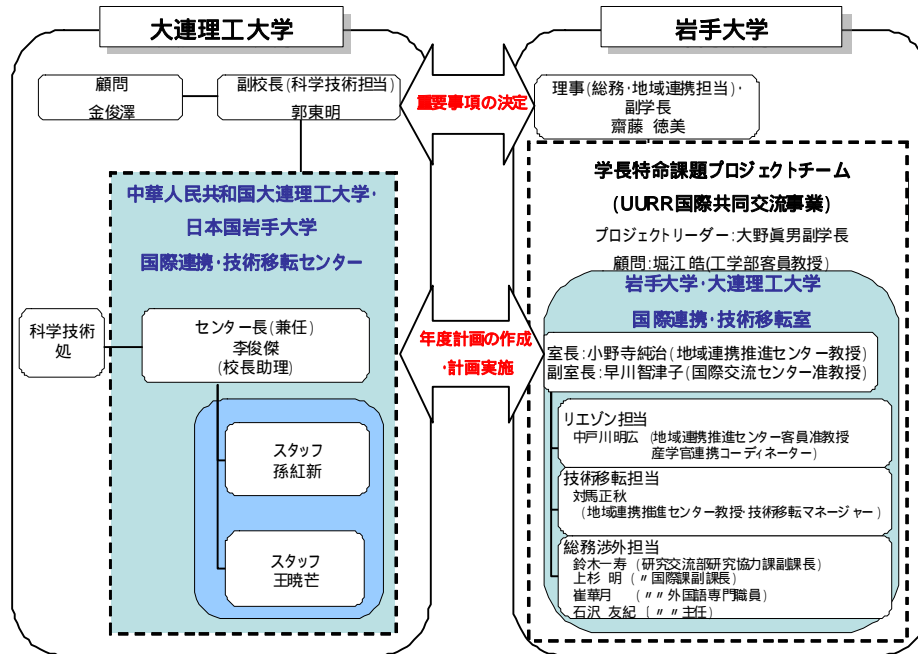 大連理工大学
顧問
金俊澤
副校長(科学技術担当)
郭東明
中華人民共和国大連理工大学・
日本国岩手大学
国際連携・技術移転センター
科学技術
処
センター長(兼任)
李俊傑
(校長助理)
スタッフ
孫紅新
スタッフ
王暁芒
重要事項の決定
年度計画の作成
・計画実施
岩手大学
理事(総務・地域連携担当)・
副学長
齋藤 徳美
学長特命課題プロジェクトチーム
(UURR国際共同交流事業)
プロジェクトリーダー:大野眞男副学長
顧問:堀江 皓(工学部客員教授)
岩手大学・大連理工大学
国際連携・技術移転室
室長:小野寺純治(地域連携推進センター教授)
副室長:早川智津子(国際交流センター准教授)
リエゾン担当
中戸川明広 (地域連携推進センター客員准教授
産学官連携コーディネーター)
技術移転担当
対馬正秋
(地域連携推進センター教授・技術移転マネージャー)
総務渉外担当
鈴木一寿 (研究交流部研究協力課副課長)
上杉 明 (〃国際課副課長)
崔華月 (〃〃外国語専門職員)
石沢 友紀 (〃〃主任)